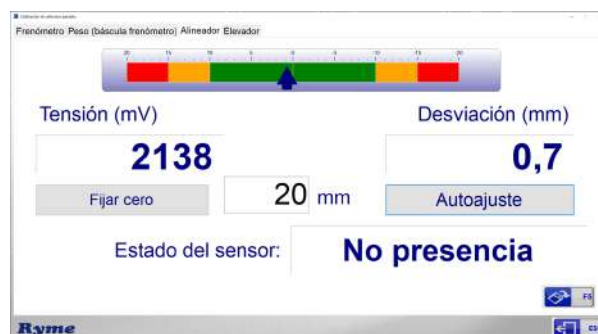 Frenómetro Peso (báscula frenómetro) Alineador Elevador
20 15 10 5 0 5 10 15 20
Tensión (mV)
Desviación (mm)
2138
0,7
Fijar cero
20 mm
Autoajuste
Estado del sensor:
No presencia
F5
Ryme